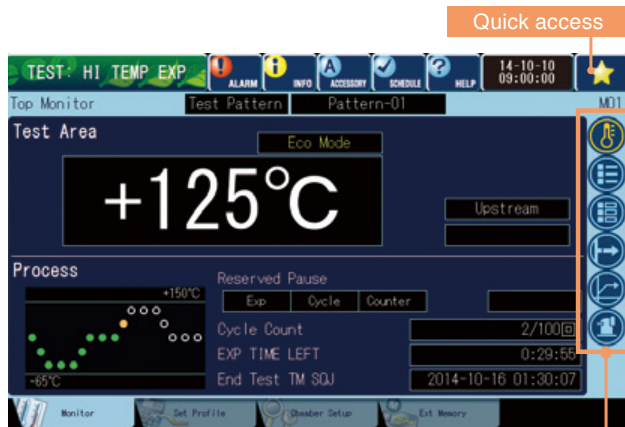 Quick access
TEST: HI TEMP EXP ALARM INFO ACCESSORY SCHEDULE HELP 14-10-10 09:00:00
Top Monitor Test Pattern Pattern-01 M01
Test Area
Eco Mode
+125°C
Upstream
Process
Reserved Pause
+150°C
Exp Cycle Counter
Cycle Count 2/100
EXP TIME LEFT 0:29:55
-65°C
End Test TM SQJ 2014-10-16 01:30:07
Monitor Set Profile Chamber Setup Ext Memory